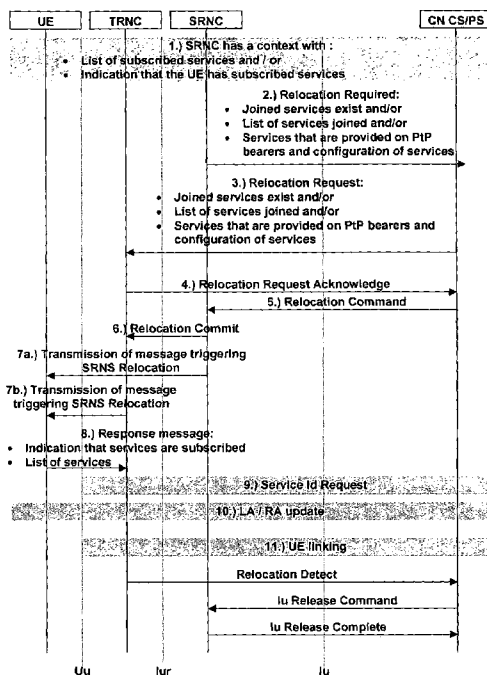 UE
TRNC
SRNC
CN CS/PS
1.) SRNC has a context with :
• List of subscribed services and / or
• Indication that the UE has subscribed services
2.) Relocation Required:
• Joined services exist and/or
• List of services joined and/or
• Services that are provided on PtP
bearers and configuration of services
3.) Relocation Request:
• Joined services exist and/or
• List of services joined and/or
• Services that are provided on PtP bearers and
configuration of services
4.) Relocation Request Acknowledge
5.) Relocation Command
6.) Relocation Commit
7a.) Transmission of message triggering
SRNS Relocation
7b.) Transmission of message
triggering SRNS Relocation
8.) Response message:
• Indication that services are subscribed
• List of services
9.) Service Id Request
10.) LA / RA update
11.) UE linking
Relocation Detect
Iu Release Command
Iu Release Complete
Uu
Iur
Iu